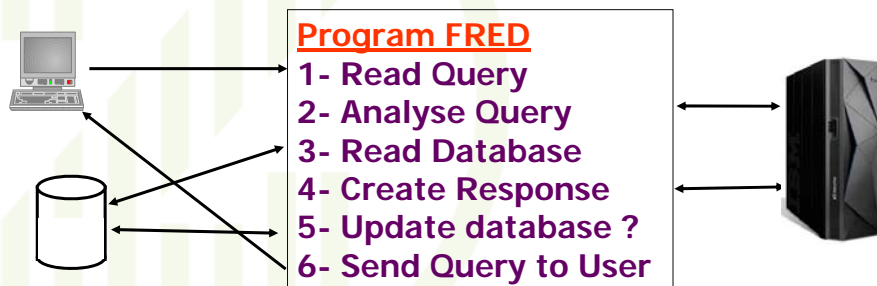 Program FRED
1- Read Query
2- Analyse Query
3- Read Database
4- Create Response
5- Update database ?
6- Send Query to User